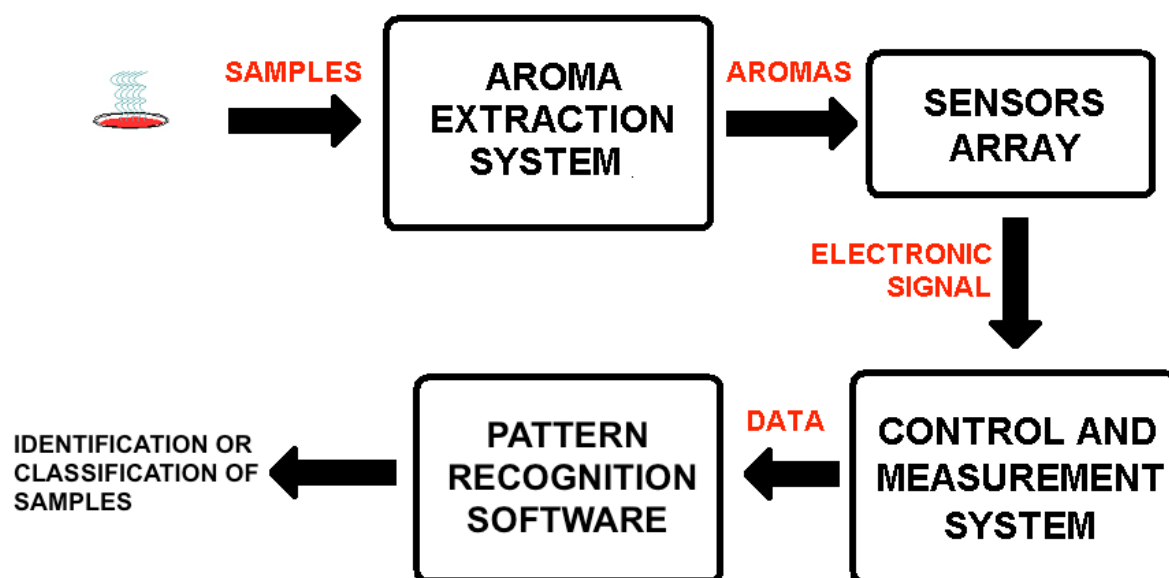 SAMPLES
AROMA
EXTRACTION
SYSTEM
AROMAS
SENSORS
ARRAY
ELECTRONIC
SIGNAL
CONTROL AND
MEASUREMENT
SYSTEM
DATA
PATTERN
RECOGNITION
SOFTWARE
IDENTIFICATION OR
CLASSIFICATION OF
SAMPLES